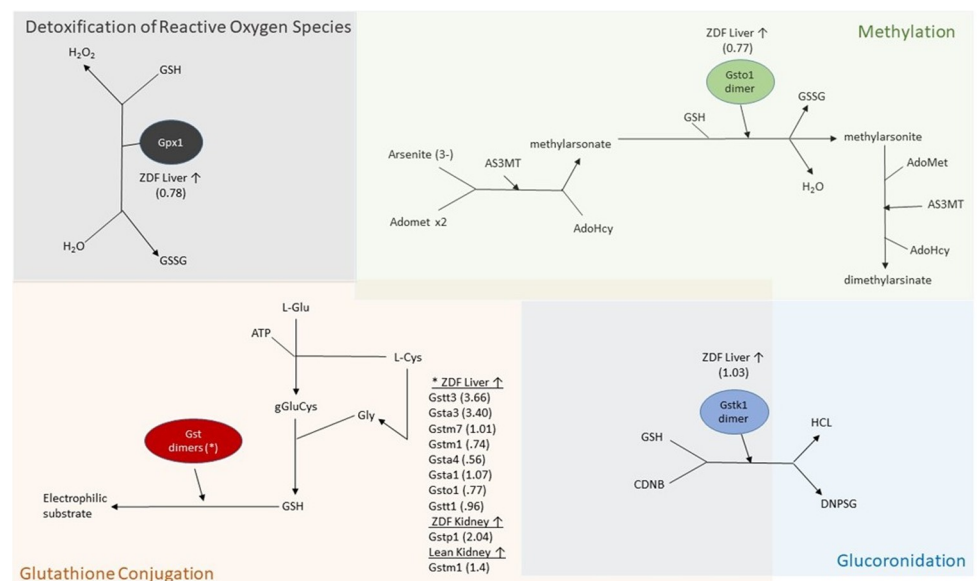 Detoxification of Reactive Oxygen Species
H₂O₂
GSH
Gpx1
ZDF Liver ↑
(0.78)
H₂O
GSSG
Methylation
ZDF Liver ↑
(0.77)
Gsto1
dimer
GSH
GSSG
methylarsonate
methylarsonite
Arsenite (3-)
AS3MT
AdoMet
H₂O
Adomet x2
AdoHcy
AS3MT
AdoHcy
dimethylarsinate
L-Glu
ATP
L-Cys
gGluCys
Gly
Gst
dimers (*)
Electrophilic
substrate
GSH
* ZDF Liver ↑
Gstt3 (3.66)
Gsta3 (3.40)
Gstm7 (1.01)
Gstm1 (.74)
Gsta4 (.56)
Gsta1 (1.07)
Gsto1 (.77)
Gstt1 (.96)
ZDF Kidney ↑
Gstp1 (2.04)
Lean Kidney ↑
Gstm1 (1.4)
Glutathione Conjugation
ZDF Liver ↑
(1.03)
Gstk1
dimer
GSH
HCL
CDNB
DNPSG
Glucoronidation